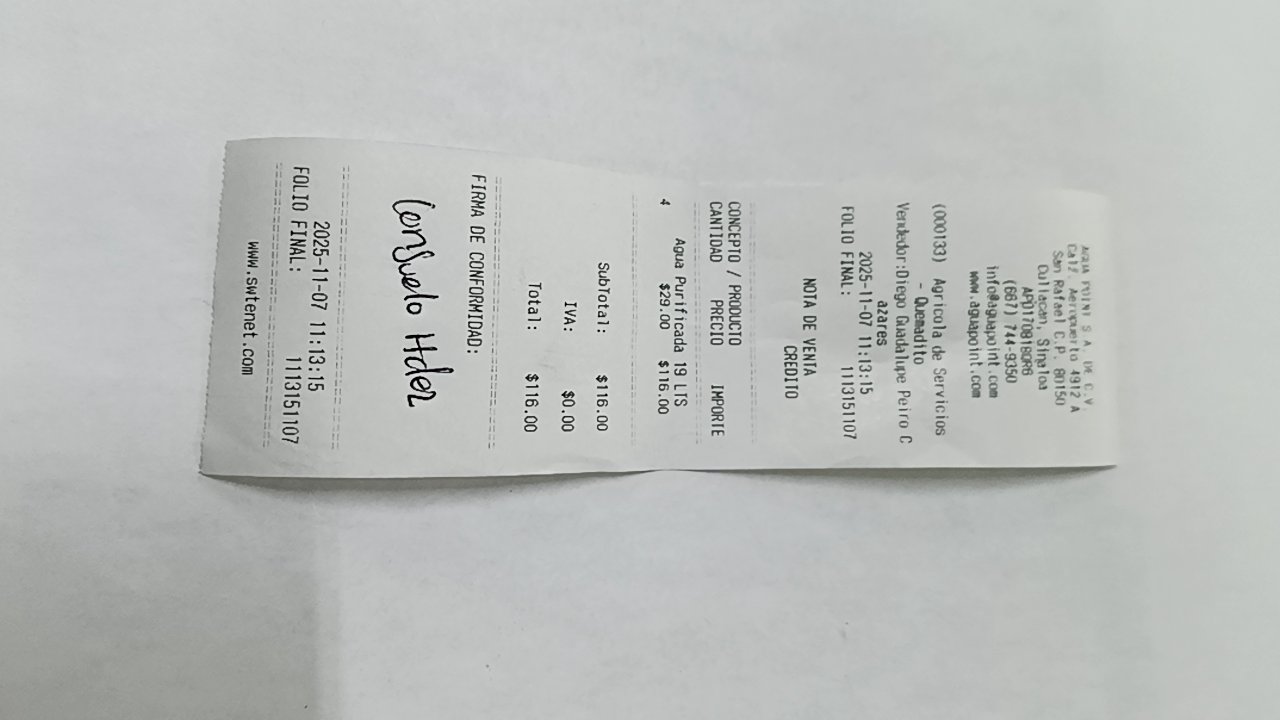 AGUA POINT S.A. DE C.V.
Calz. Aeropuerto 4912 A
San Rafael C.P. 80150
Culiacan, Sinaloa
(667) 744-9350
info@aguapoint.com
www.aguapoint.com
(000133) Agricola de Servicios
- Quemadito
Vendedor:Diego Guadalupe Peiro C
azares
2025-11-07 11:13:15
FOLIO FINAL: 1113151107
NOTA DE VENTA
CREDITO
CONCEPTO / PRODUCTO
CANTIDAD PRECIO IMPORTE
Agua Purificada 19 LTS
4 $29.00 $116.00
SubTotal: $116.00
IVA: $0.00
Total: $116.00
FIRMA DE CONFORMIDAD:
Consuelo Hdez
2025-11-07 11:13:15
FOLIO FINAL: 1113151107
www.swtenet.com